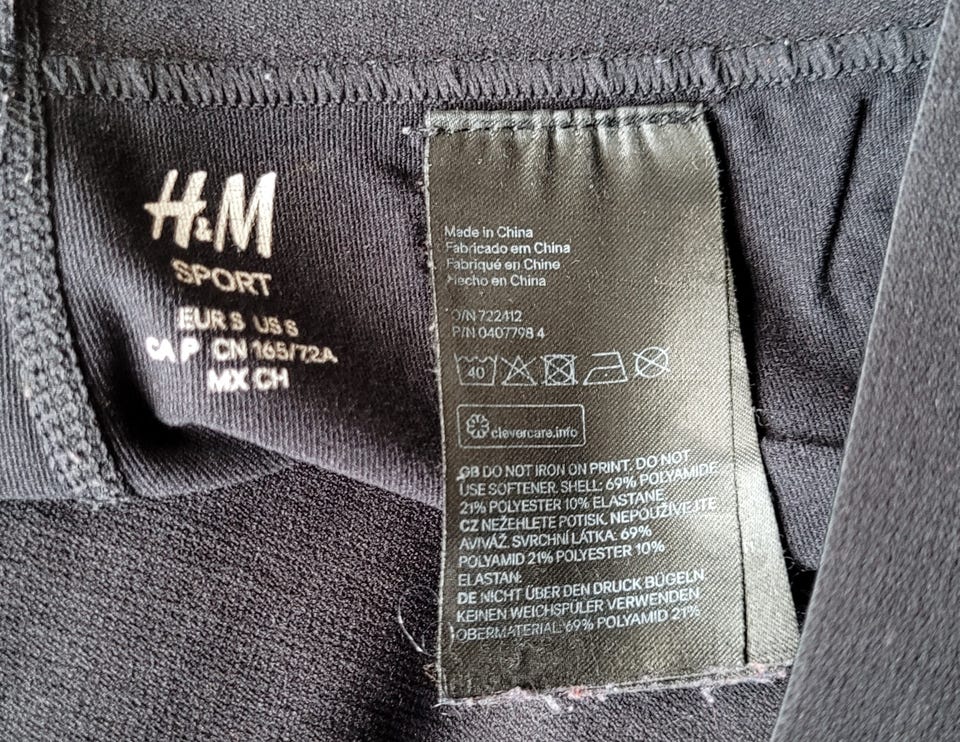 H&M
SPORT
EUR S US S
CA P CN 165/72A
MX CH
Made in China
Fabricado em China
Fabriqué en Chine
Hecho en China
O/N 722412
P/N 0407798 4
40
clevercare.info
GB DO NOT IRON ON PRINT. DO NOT
USE SOFTENER. SHELL: 69% POLYAMIDE
21% POLYESTER 10% ELASTANE
CZ NEŽEHLETE POTISK. NEPOUŽÍVEJTE
AVIVÁŽ. SVRCHNÍ LÁTKA: 69%
POLYAMID 21% POLYESTER 10%
ELASTAN:
DE NICHT ÜBER DEN DRUCK BÜGELN.
KEINEN WEICHSPÜLER VERWENDEN
OBERMATERIAL: 69% POLYAMID 21%